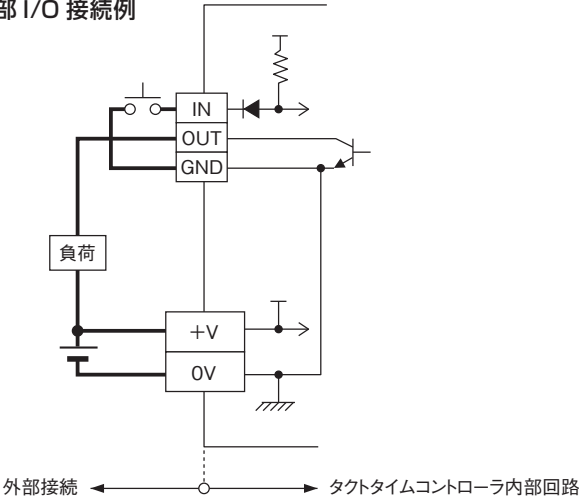 部 I/O 接続例
IN
OUT
GND
負荷
+V
0V
外部接続
タクトタイムコントローラ内部回路